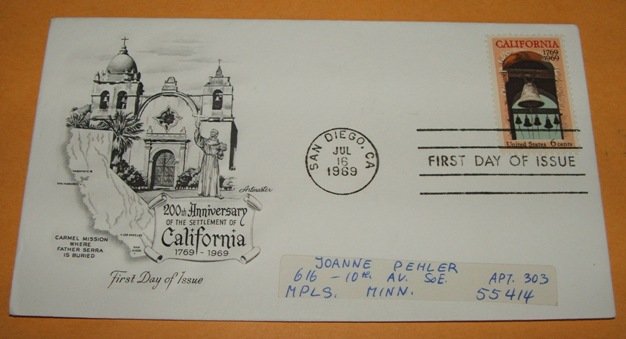 CALIFORNIA
1769
1969
United States 6 cents
SAN DIEGO, CA
JUL
16
1969
FIRST DAY OF ISSUE
Artmaster
200th Anniversary
OF THE SETTLEMENT OF
California
1769 - 1969
CARMEL MISSION
WHERE
FATHER SERRA
IS BURIED
First Day of Issue
JOANNE PEHLER
616 - 10th AV. S.E. APT. 303
MPLS. MINN. 55414